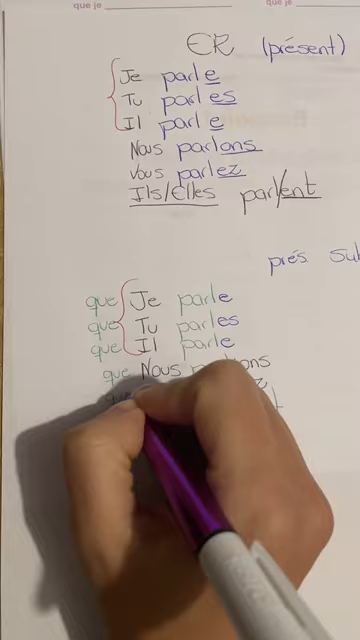 que je que je
ER (présent)
Je parle
Tu parles
Il parle
Nous parlons
Vous parlez
Ils/Elles parlent
prés
que Je parle
que Tu parles
que Il parle
que Nous